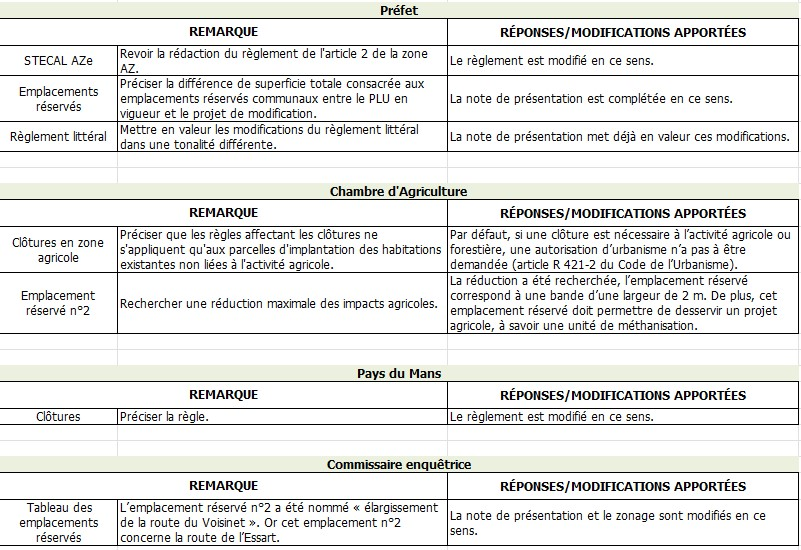 Préfet
REMARQUE
RÉPONSES/MODIFICATIONS APPORTÉES
STECAL AZe
Revoir la rédaction du règlement de l'article 2 de la zone
AZ.
Le règlement est modifié en ce sens.
Emplacements
réservés
Préciser la différence de superficie totale consacrée aux
emplacements réservés communaux entre le PLU en
vigueur et le projet de modification.
La note de présentation est complétée en ce sens.
Règlement littéral
Mettre en valeur les modifications du règlement littéral
dans une tonalité différente.
La note de présentation met déjà en valeur ces modifications.
Chambre d'Agriculture
REMARQUE
RÉPONSES/MODIFICATIONS APPORTÉES
Clôtures en zone
agricole
Préciser que les règles affectant les clôtures ne
s'appliquent qu'aux parcelles d'implantation des habitations
existantes non liées à l'activité agricole.
Par défaut, si une clôture est nécessaire à l’activité agricole ou
forestière, une autorisation d’urbanisme n’a pas à être
demandée (article R 421-2 du Code de l’Urbanisme).
Emplacement
réservé n°2
Rechercher une réduction maximale des impacts agricoles.
La réduction a été recherchée, l’emplacement réservé
correspond à une bande d’une largeur de 2 m. De plus, cet
emplacement réservé doit permettre de desservir un projet
agricole, à savoir une unité de méthanisation.
Pays du Mans
REMARQUE
RÉPONSES/MODIFICATIONS APPORTÉES
Clôtures
Préciser la règle.
Le règlement est modifié en ce sens.
Commissaire enquêtrice
REMARQUE
RÉPONSES/MODIFICATIONS APPORTÉES
Tableau des
emplacements
réservés
L’emplacement réservé n°2 a été nommé « élargissement
de la route du Voisinet ». Or cet emplacement n°2
concerne la route de l’Essart.
La note de présentation et le zonage sont modifiés en ce
sens.